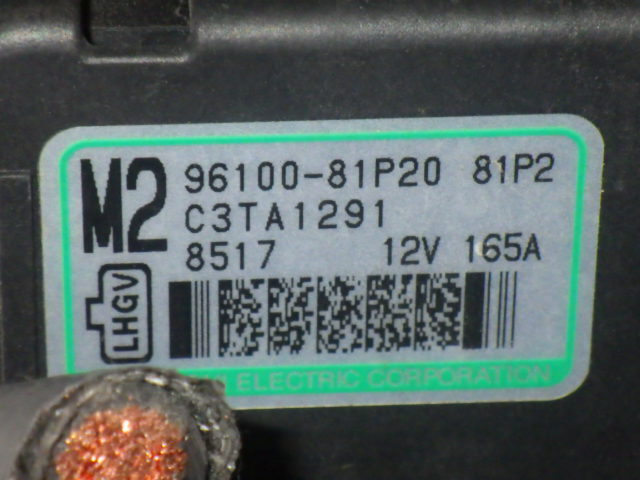 M2 96100-81P20 81P2
C3TA1291
8517 12V 165A
LHGV
ELECTRIC CORPORATION